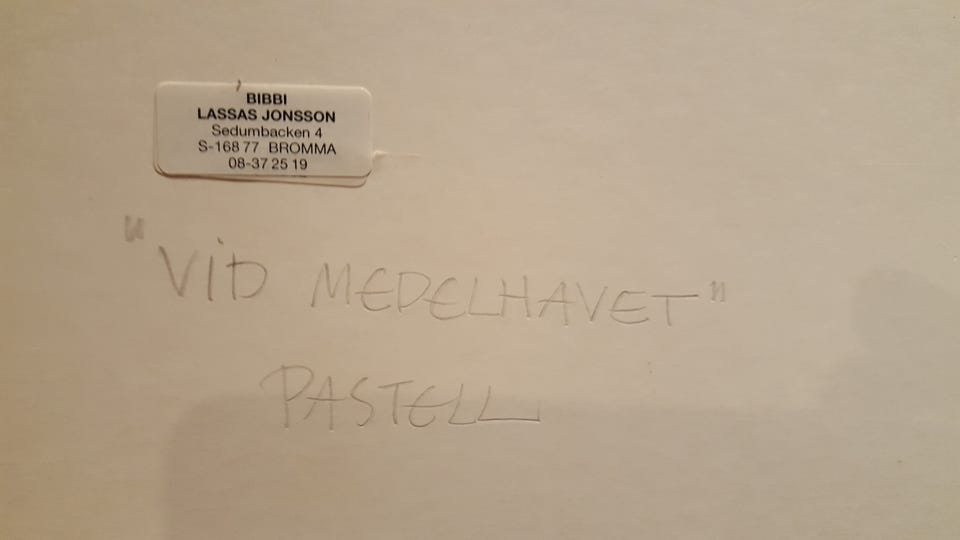 BIBBI
LASSAS JONSSON
Sedumbacken 4
S-168 77 BROMMA
08-37 25 19
"VID MEDELHAVET"
PASTELL